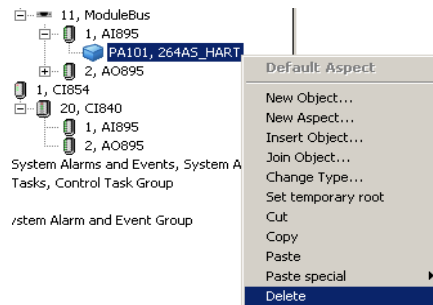 11, ModuleBus
1, AI895
PA101, 264AS_HART
2, AO895
1, CI854
20, CI840
1, AI895
2, AO895
System Alarms and Events, System A
Tasks, Control Task Group
ystem Alarm and Event Group
Default Aspect
New Object...
New Aspect...
Insert Object...
Join Object...
Change Type...
Set temporary root
Cut
Copy
Paste
Paste special
Delete